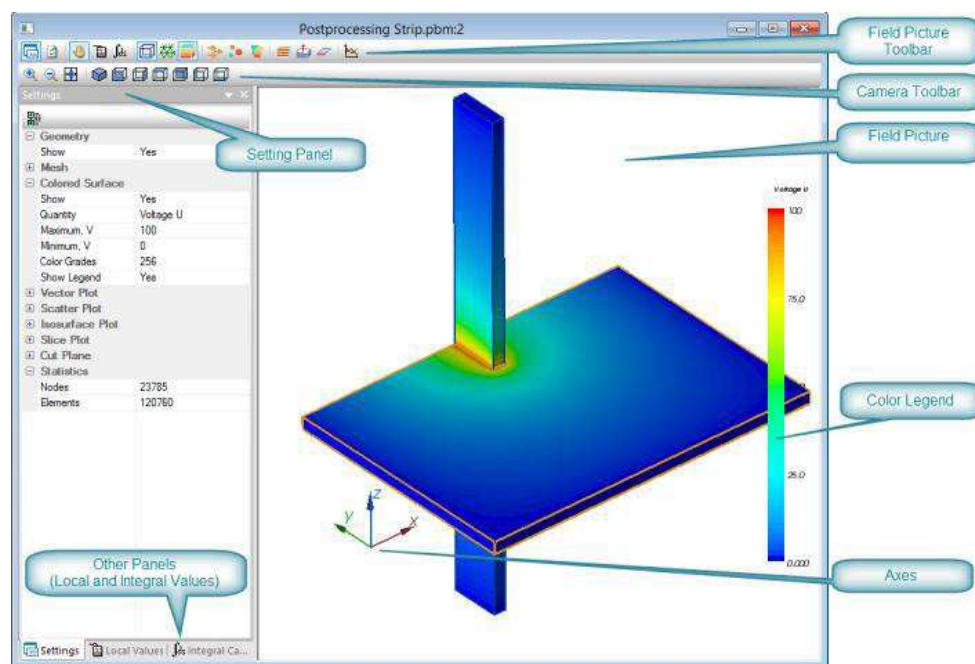 Postprocessing Strip.pbm:2
Field Picture
Toolbar
Camera Toolbar
Field Picture
Settings
Setting Panel
Geometry
Show Yes
Mesh
Colored Surface
Show Yes
Quantity Voltage U
Maximum, V 100
Minimum, V 0
Color Grades 256
Show Legend Yes
Vector Plot
Scatter Plot
Isosurface Plot
Slice Plot
Cut Plane
Statistics
Nodes 23785
Elements 120760
Voltage U
100
75.0
25.0
0.000
Color Legend
Z
Y
X
Axes
Other Panels
(Local and Integral Values)
Settings
Local Values
Integral Ca...